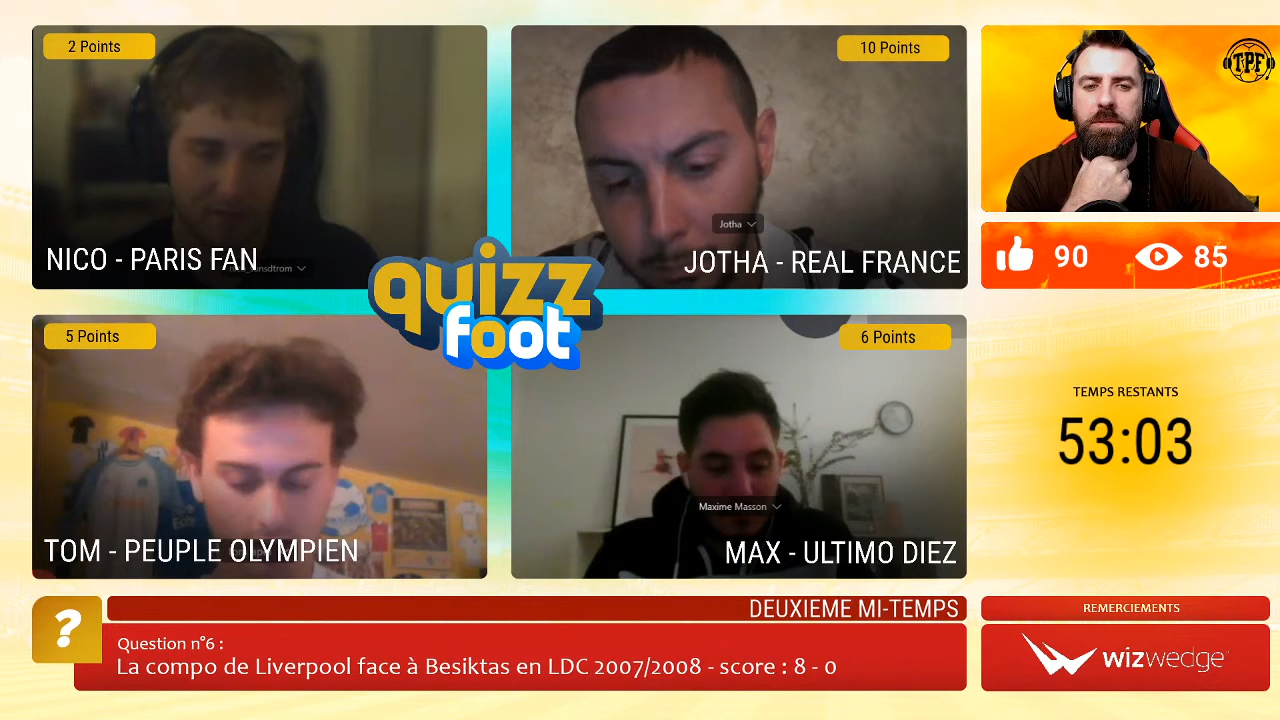 2 Points
10 Points
TPF
Jotha
NICO - PARIS FAN
JOTHA - REAL FRANCE
90
85
quizz
foot
5 Points
6 Points
TEMPS RESTANTS
53:03
Maxime Masson
TOM - PEUPLE OLYMPIEN
MAX - ULTIMO DIEZ
?
DEUXIEME MI-TEMPS
REMERCIEMENTS
Question n°6 :
La compo de Liverpool face à Besiktas en LDC 2007/2008 - score : 8 - 0
wizwedge